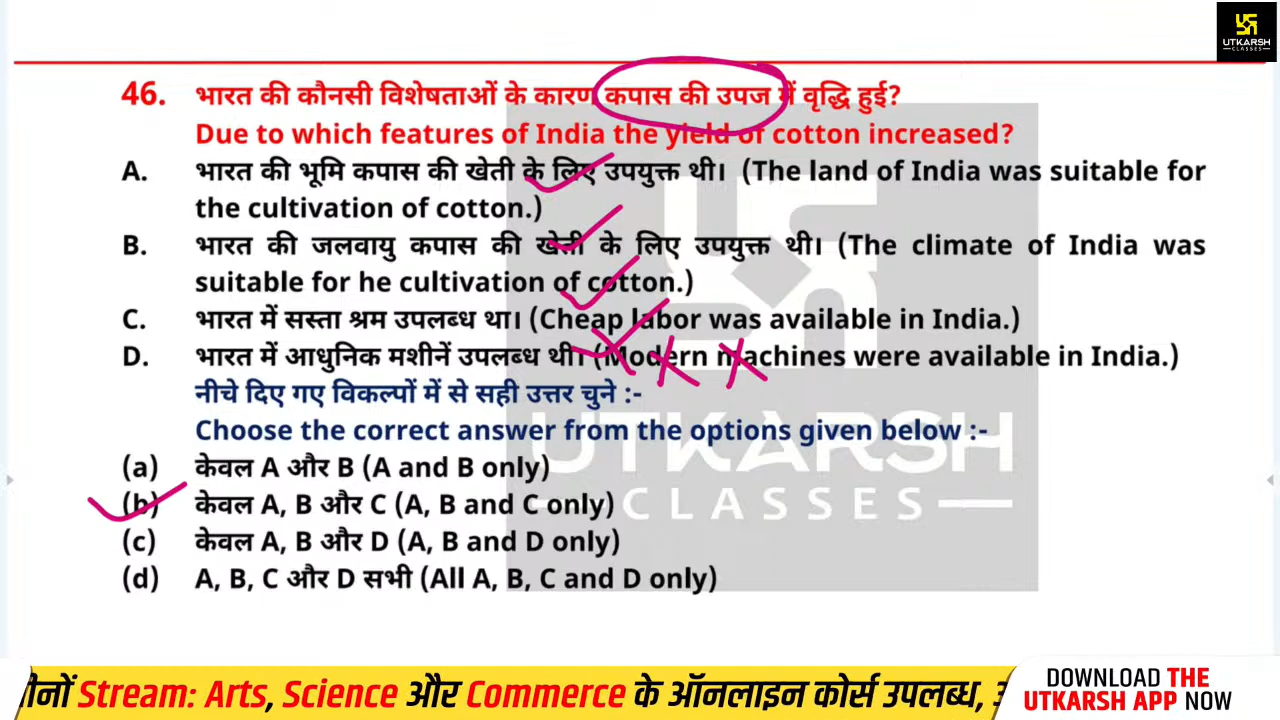 UTKARSH
CLASSES
46. भारत की कौनसी विशेषताओं के कारण कपास की उपज में वृद्धि हुई?
Due to which features of India the yield of cotton increased?
A. भारत की भूमि कपास की खेती के लिए उपयुक्त थी। (The land of India was suitable for
the cultivation of cotton.)
B. भारत की जलवायु कपास की खेती के लिए उपयुक्त थी। (The climate of India was
suitable for he cultivation of cotton.)
C. भारत में सस्ता श्रम उपलब्ध था। (Cheap labor was available in India.)
D. भारत में आधुनिक मशीनें उपलब्ध थी। (Modern machines were available in India.)
नीचे दिए गए विकल्पों में से सही उत्तर चुने :-
Choose the correct answer from the options given below :-
(a) केवल A और B (A and B only)
(b) केवल A, B और C (A, B and C only)
(c) केवल A, B और D (A, B and D only)
(d) A, B, C और D सभी (All A, B, C and D only)
UTKARSH
CLASSES
Stream: Arts, Science और Commerce के ऑनलाइन कोर्स उपलब्ध,
DOWNLOAD THE
UTKARSH APP NOW